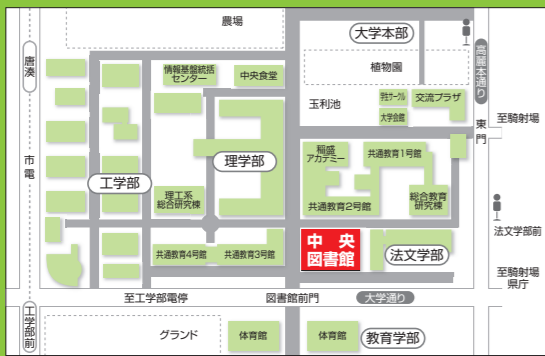 農場
大学本部
唐湊
情報基盤統括
センター
中央食堂
植物園
高麗本通り
学生サークル
交流プラザ
玉利池
大学会館
東門
至騎射場
市電
工学部
理学部
稲盛
アカデミー
共通教育1号館
理工系
総合研究棟
共通教育2号館
総合教育
研究棟
法文学部前
共通教育4号館
共通教育3号館
中央
図書館
法文学部
至騎射場
県庁
至工学部電停
図書館前門
大学通り
工学部前
グランド
体育館
体育館
教育学部